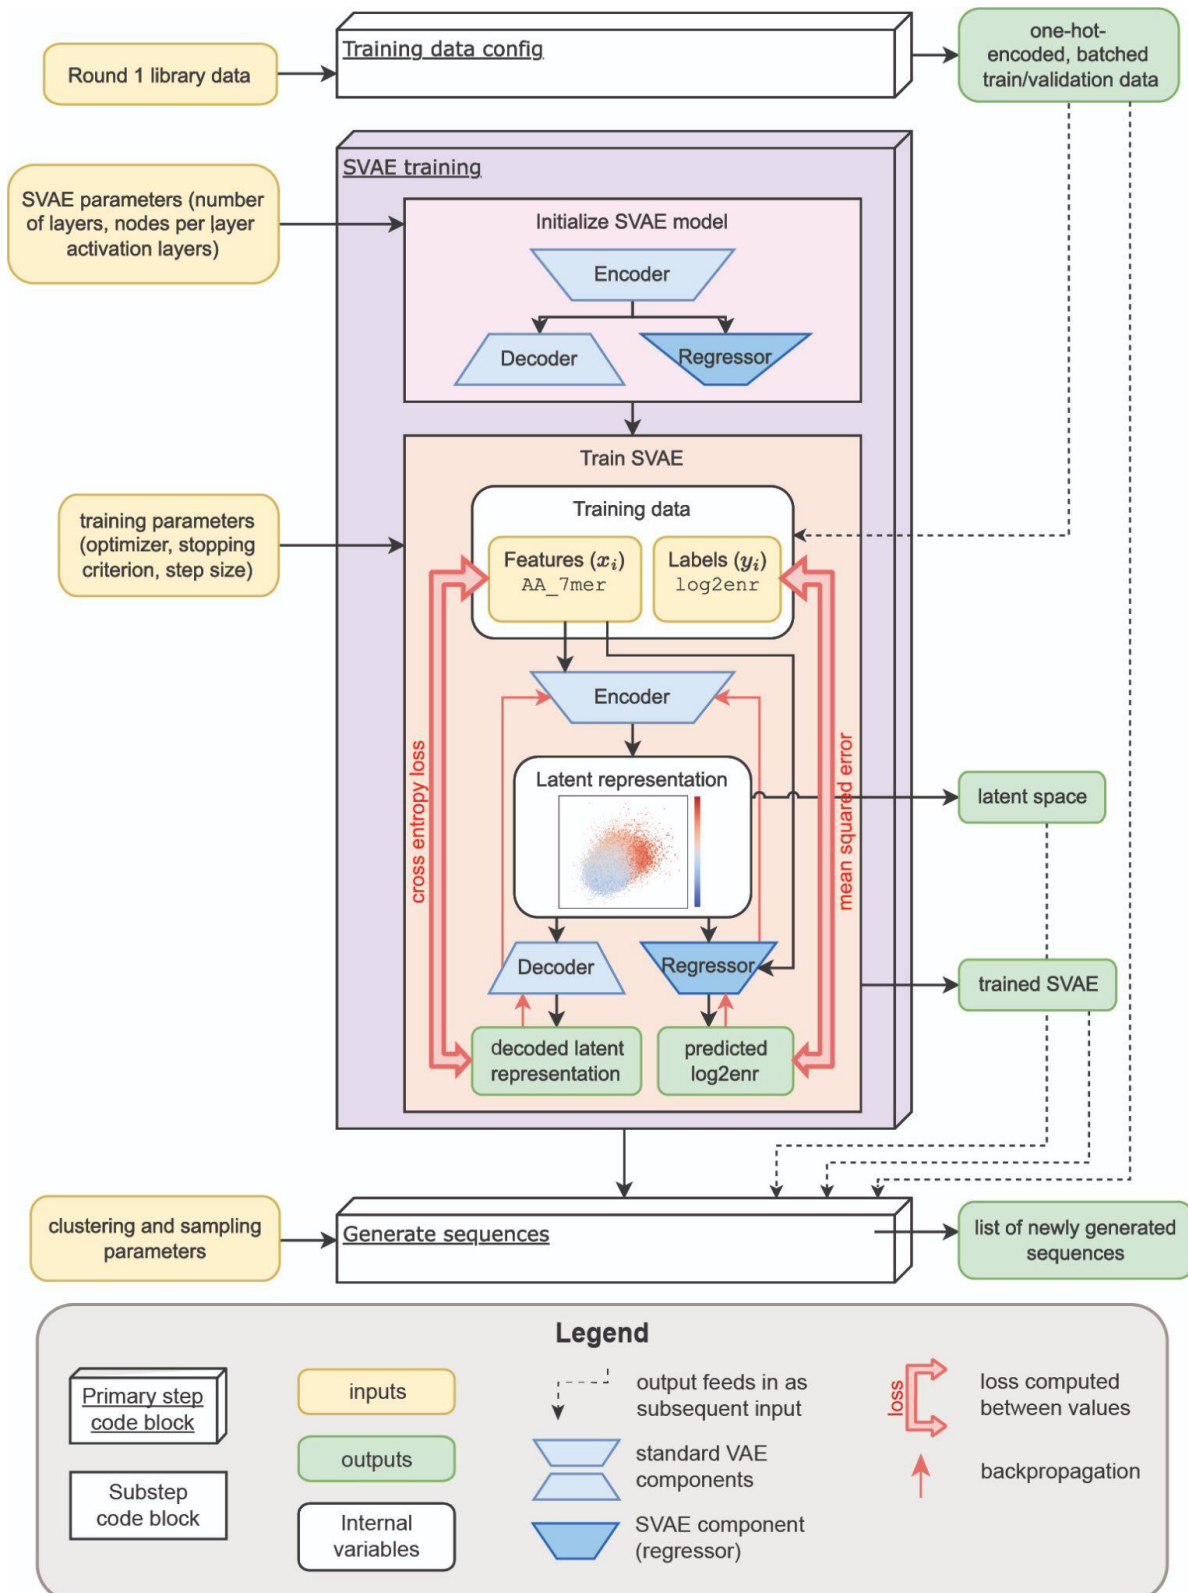 Training data config
Round 1 library data
one-hot-
encoded, batched
train/validation data
SVAE training
SVAE parameters (number
of layers, nodes per layer
activation layers)
Initialize SVAE model
Encoder
Decoder
Regressor
Train SVAE
training parameters
(optimizer, stopping
criterion, step size)
Training data
Features (xᵢ)
AA_7mer
Labels (yᵢ)
log2enr
Encoder
cross entropy loss
mean squared error
Latent representation
latent space
Decoder
Regressor
trained SVAE
decoded latent
representation
predicted
log2enr
clustering and sampling
parameters
Generate sequences
list of newly generated
sequences
Legend
Primary step
code block
Substep
code block
inputs
outputs
Internal
variables
output feeds in as
subsequent input
standard VAE
components
SVAE component
(regressor)
loss
loss computed
between values
backpropagation